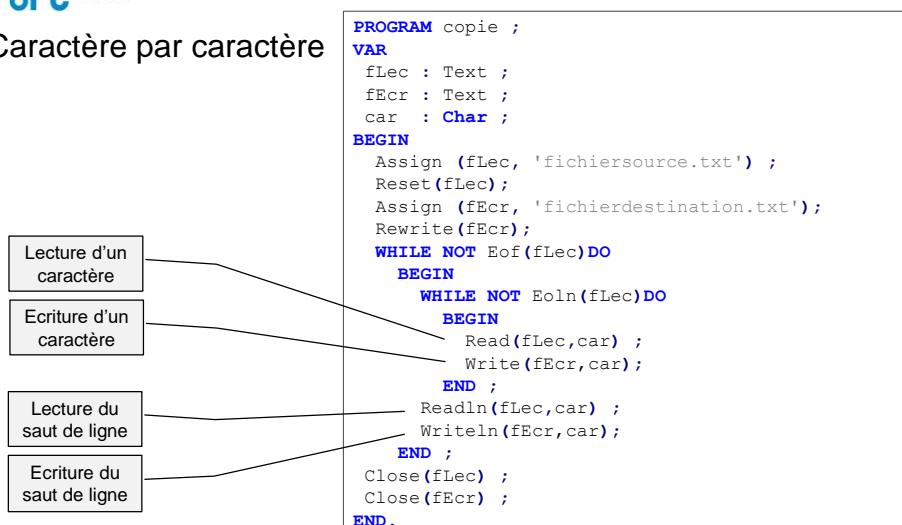 Caractère par caractère
PROGRAM copie ;
VAR
fLec : Text ;
fEcr : Text ;
car : Char ;
BEGIN
Assign (fLec, 'fichiersource.txt') ;
Reset(fLec);
Assign (fEcr, 'fichierdestination.txt');
Rewrite(fEcr);
WHILE NOT Eof(fLec)DO
BEGIN
WHILE NOT Eoln(fLec)DO
BEGIN
Read(fLec,car) ;
Write(fEcr,car);
END ;
Readln(fLec,car) ;
Writeln(fEcr,car);
END ;
Close(fLec) ;
Close(fEcr) ;
END.
Lecture d'un
caractère
Ecriture d'un
caractère
Lecture du
saut de ligne
Ecriture du
saut de ligne